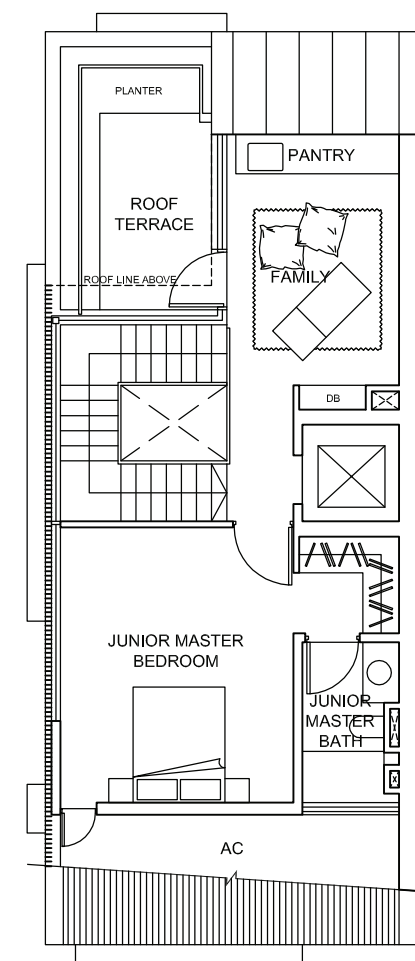 PLANTER
PANTRY
ROOF
TERRACE
ROOF LINE ABOVE
FAMILY
DB
JUNIOR MASTER
BEDROOM
JUNIOR
MASTER
BATH
AC